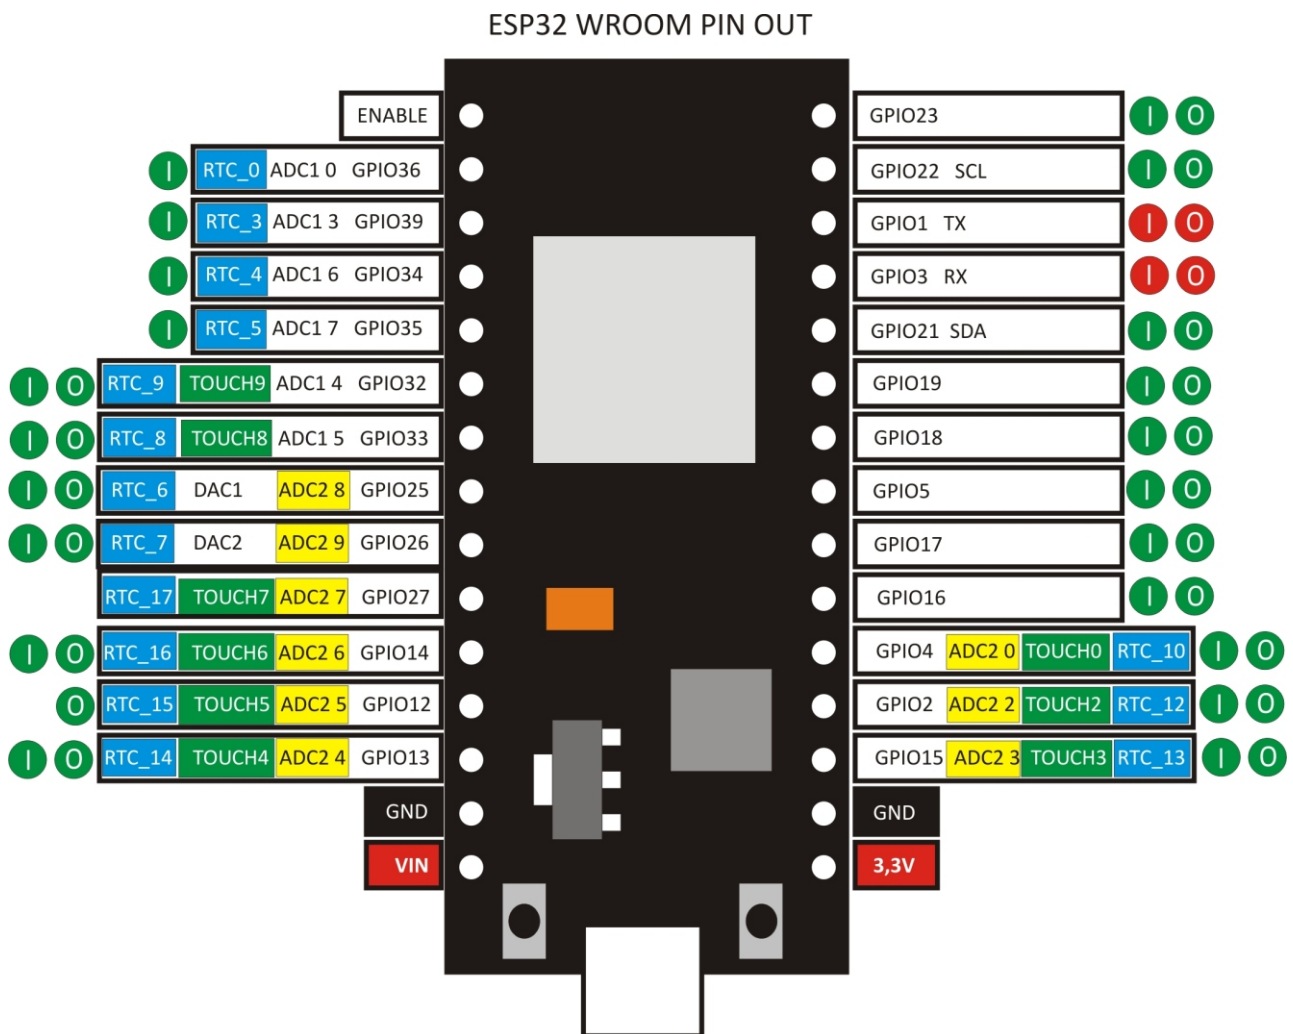 ESP32 WROOM PIN OUT
ENABLE
I RTC_0 ADC1 0 GPIO36
I RTC_3 ADC1 3 GPIO39
I RTC_4 ADC1 6 GPIO34
I RTC_5 ADC1 7 GPIO35
I O RTC_9 TOUCH9 ADC1 4 GPIO32
I O RTC_8 TOUCH8 ADC1 5 GPIO33
I O RTC_6 DAC1 ADC2 8 GPIO25
I O RTC_7 DAC2 ADC2 9 GPIO26
RTC_17 TOUCH7 ADC2 7 GPIO27
I O RTC_16 TOUCH6 ADC2 6 GPIO14
O RTC_15 TOUCH5 ADC2 5 GPIO12
I O RTC_14 TOUCH4 ADC2 4 GPIO13
GND
VIN
GPIO23 I O
GPIO22 SCL I O
GPIO1 TX I O
GPIO3 RX I O
GPIO21 SDA I O
GPIO19 I O
GPIO18 I O
GPIO5 I O
GPIO17 I O
GPIO16 I O
GPIO4 ADC2 0 TOUCH0 RTC_10 I O
GPIO2 ADC2 2 TOUCH2 RTC_12 I O
GPIO15 ADC2 3 TOUCH3 RTC_13 I O
GND
3,3V